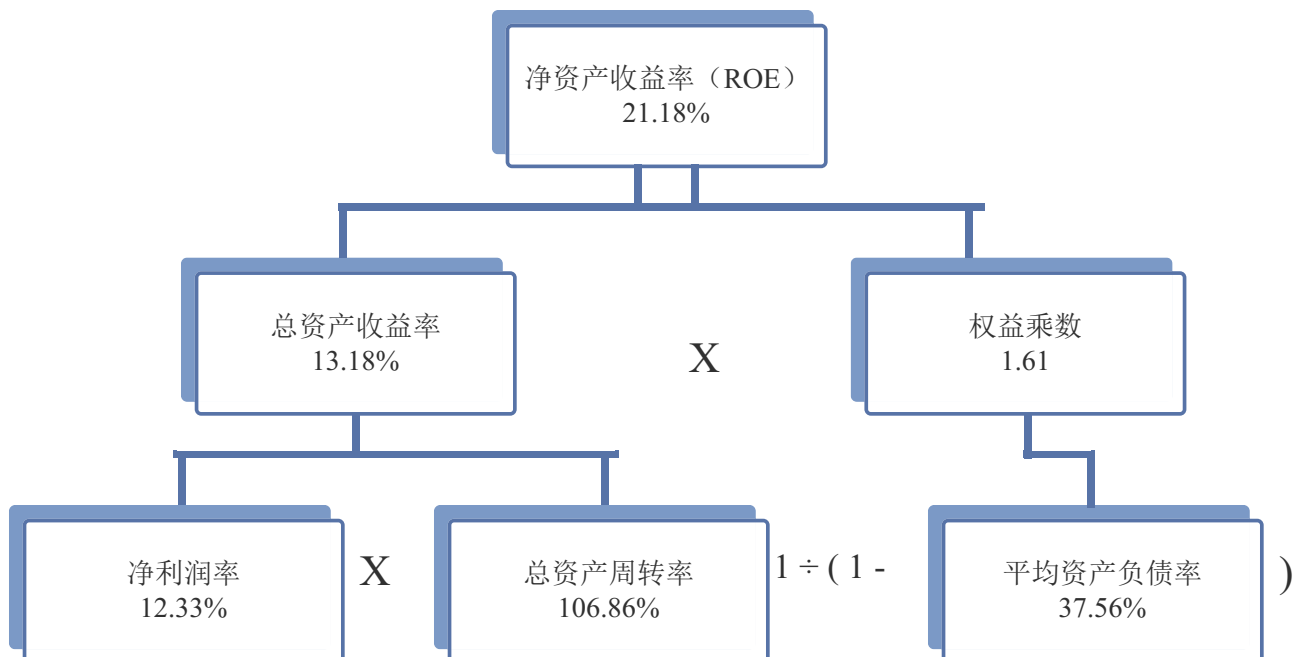 净资产收益率（ROE）
21.18%
总资产收益率
13.18%
X
权益乘数
1.61
净利润率
12.33%
X
总资产周转率
106.86%
1 ÷ ( 1 -
平均资产负债率
37.56%
)